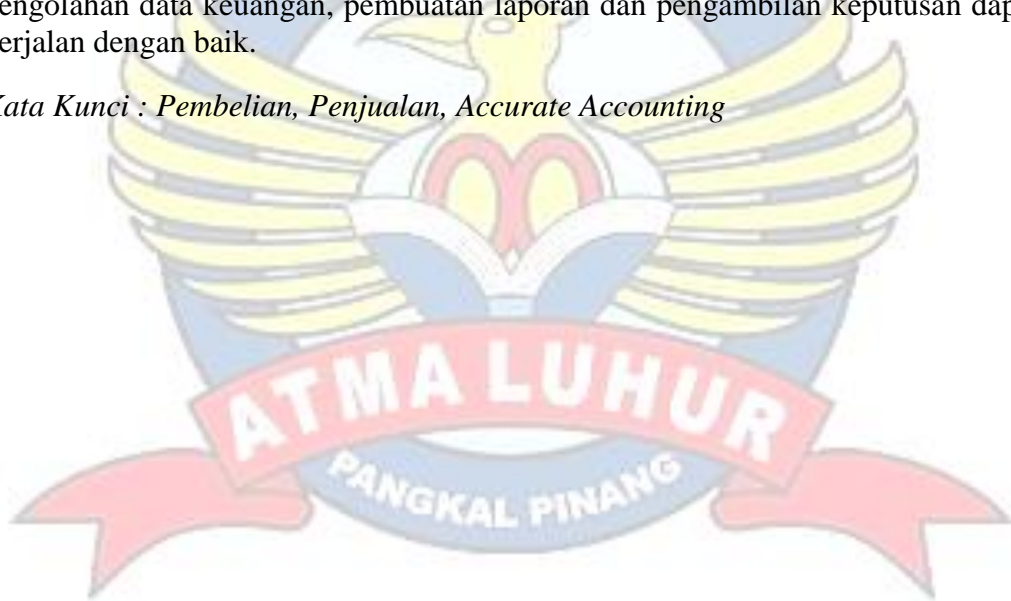 engolahan data keuangan, pembuatan laporan dan pengambilan keputusan dap
erjalan dengan baik.
Kata Kunci : Pembelian, Penjualan, Accurate Accounting
ATMA LUHUR
PANGKAL PINANG